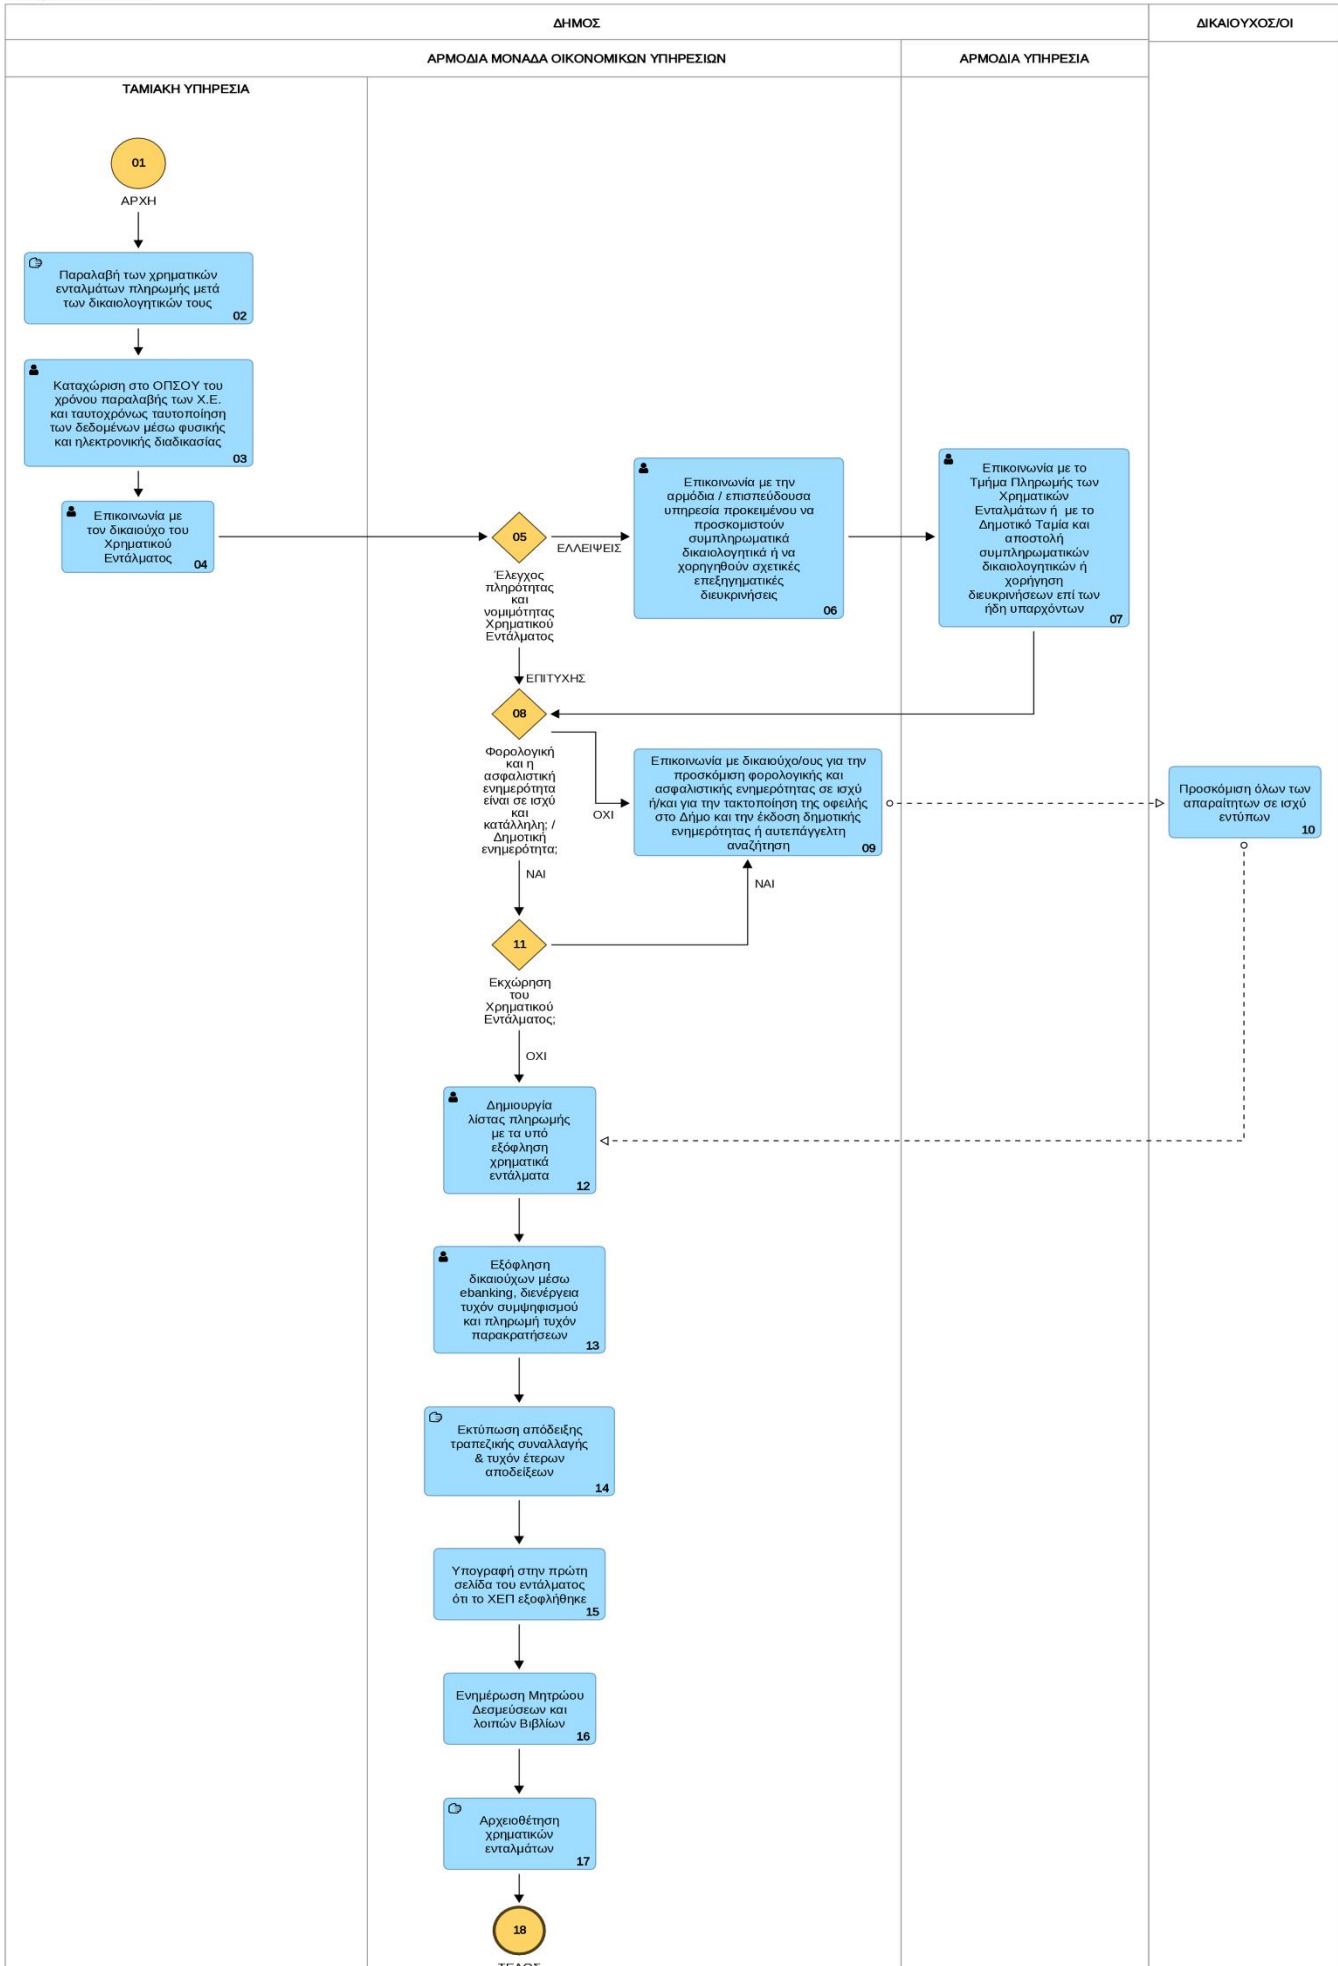 ΔΗΜΟΣ
ΔΙΚΑΙΟΥΧΟΣ/ΟΙ
ΑΡΜΟΔΙΑ ΜΟΝΑΔΑ ΟΙΚΟΝΟΜΙΚΩΝ ΥΠΗΡΕΣΙΩΝ
ΑΡΜΟΔΙΑ ΥΠΗΡΕΣΙΑ
ΤΑΜΙΑΚΗ ΥΠΗΡΕΣΙΑ
01
ΑΡΧΗ
Παραλαβή των χρηματικών
ενταλμάτων πληρωμής μετά
των δικαιολογητικών τους
02
Καταχώριση στο ΟΠΣΟΥ του
χρόνου παραλαβής των Χ.Ε.
και ταυτοχρόνως ταυτοποίηση
των δεδομένων μέσω φυσικής
και ηλεκτρονικής διαδικασίας
03
Επικοινωνία με
τον δικαιούχο του
Χρηματικού
Εντάλματος
04
05
Έλεγχος
πληρότητας
και
νομιμότητας
Χρηματικού
Εντάλματος
ΕΛΛΕΙΨΕΙΣ
Επικοινωνία με την
αρμόδια / επισπεύδουσα
υπηρεσία προκειμένου να
προσκομιστούν
συμπληρωματικά
δικαιολογητικά ή να
χορηγηθούν σχετικές
επεξηγηματικές
διευκρινήσεις
06
Επικοινωνία με το
Τμήμα Πληρωμής των
Χρηματικών
Ενταλμάτων ή με το
Δημοτικό Ταμία και
αποστολή
συμπληρωματικών
δικαιολογητικών ή
χορήγηση
διευκρινήσεων επί των
ήδη υπαρχόντων
07
ΕΠΙΤΥΧΗΣ
08
Φορολογική
και η
ασφαλιστική
ενημερότητα
είναι σε ισχύ
και
κατάλληλη; /
Δημοτική
ενημερότητα;
ΟΧΙ
Επικοινωνία με δικαιούχο/ους για την
προσκόμιση φορολογικής και
ασφαλιστικής ενημερότητας σε ισχύ
ή/και για την τακτοποίηση της οφειλής
στο Δήμο και την έκδοση δημοτικής
ενημερότητας ή αυτεπάγγελτη
αναζήτηση
09
Προσκόμιση όλων των
απαραίτητων σε ισχύ
εντύπων
10
ΝΑΙ
ΝΑΙ
11
Εκχώρηση
του
Χρηματικού
Εντάλματος;
ΟΧΙ
Δημιουργία
λίστας πληρωμής
με τα υπό
εξόφληση
χρηματικά
εντάλματα
12
Εξόφληση
δικαιούχων μέσω
ebanking, διενέργεια
τυχόν συμψηφισμού
και πληρωμή τυχόν
παρακρατήσεων
13
Εκτύπωση απόδειξης
τραπεζικής συναλλαγής
& τυχόν έτερων
αποδείξεων
14
Υπογραφή στην πρώτη
σελίδα του εντάλματος
ότι το ΧΕΠ εξοφλήθηκε
15
Ενημέρωση Μητρώου
Δεσμεύσεων και
λοιπών Βιβλίων
16
Αρχειοθέτηση
χρηματικών
ενταλμάτων
17
18
ΤΕΛΟΣ